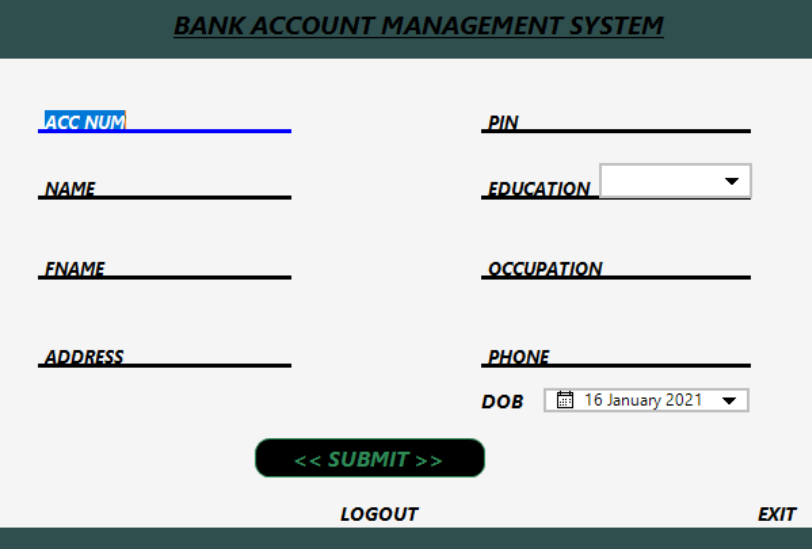 BANK ACCOUNT MANAGEMENT SYSTEM
ACC NUM
PIN
NAME
EDUCATION
FNAME
OCCUPATION
ADDRESS
PHONE
DOB 16 January 2021
<< SUBMIT >>
LOGOUT
EXIT